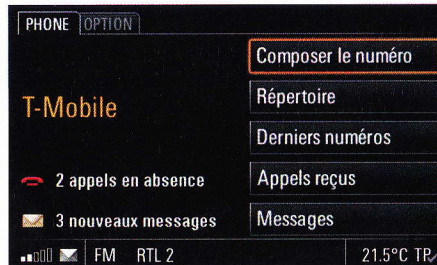 PHONE OPTION
T-Mobile
2 appels en absence
3 nouveaux messages
Composer le numéro
Répertoire
Derniers numéros
Appels reçus
Messages
FM RTL 2 21.5°C TP